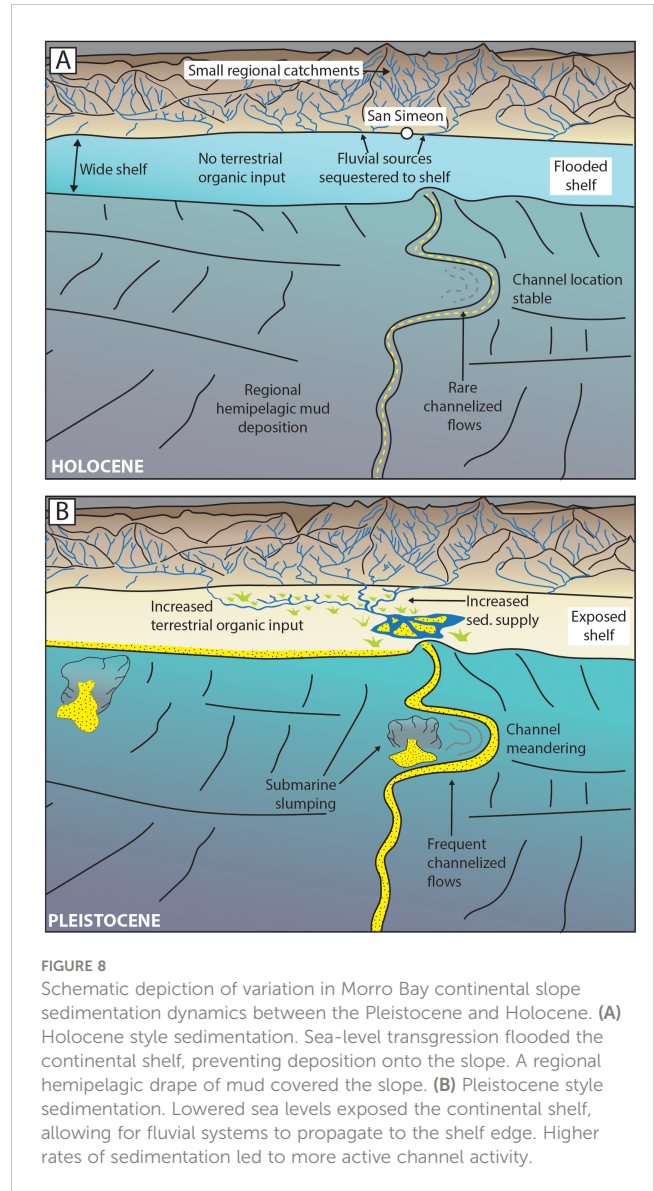 A
Small regional catchments
San Simeon
Wide shelf
No terrestrial
organic input
Fluvial sources
sequestered to shelf
Flooded
shelf
Channel location
stable
Regional
hemipelagic mud
deposition
Rare
channelized
flows
HOLOCENE
B
Increased
terrestrial organic input
Increased
sed. supply
Exposed
shelf
Channel
meandering
Submarine
slumping
Frequent
channelized
flows
PLEISTOCENE
FIGURE 8
Schematic depiction of variation in Morro Bay continental slope
sedimentation dynamics between the Pleistocene and Holocene. (A)
Holocene style sedimentation. Sea-level transgression flooded the
continental shelf, preventing deposition onto the slope. A regional
hemipelagic drape of mud covered the slope. (B) Pleistocene style
sedimentation. Lowered sea levels exposed the continental shelf,
allowing for fluvial systems to propagate to the shelf edge. Higher
rates of sedimentation led to more active channel activity.